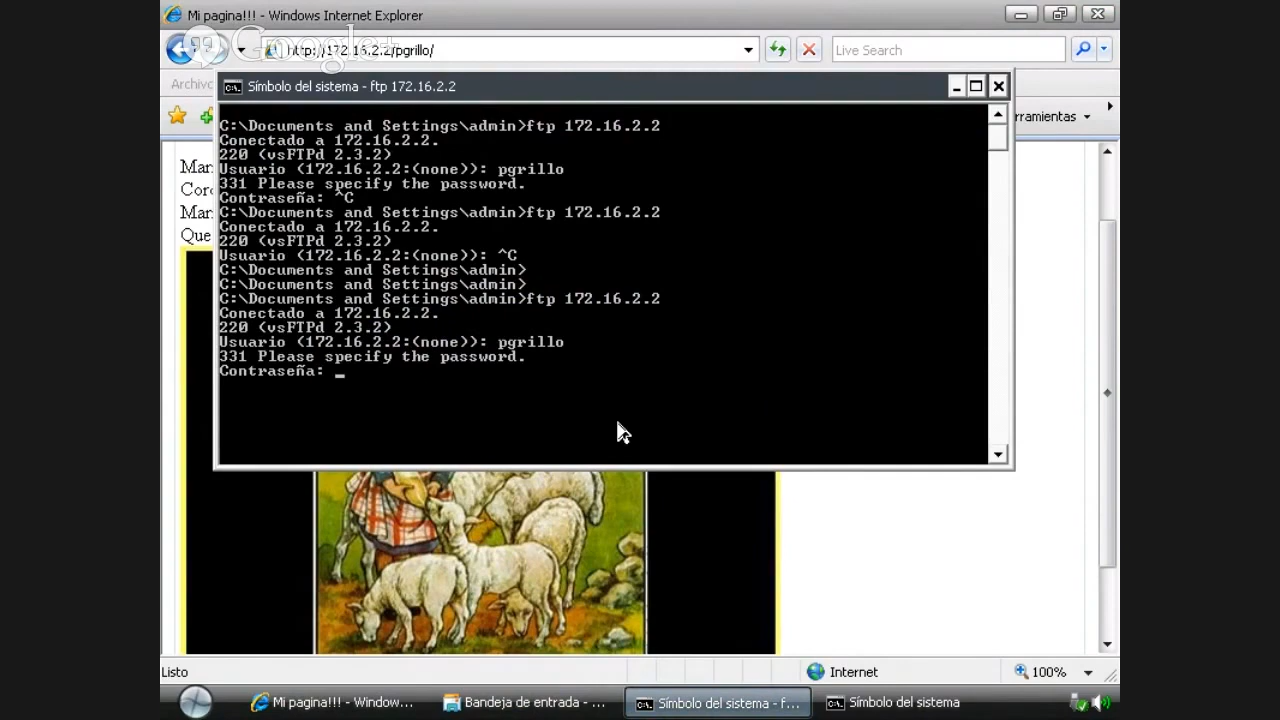 Mi pagina!!! - Windows Internet Explorer
Google+
http://172.16.2.2/pgrillo/
Live Search
Archivo
Símbolo del sistema - ftp 172.16.2.2
rramientas
C:\Documents and Settings\admin>ftp 172.16.2.2
Conectado a 172.16.2.2.
220 (vsFTPd 2.3.2)
Usuario (172.16.2.2:(none)): pgrillo
331 Please specify the password.
Contraseña: ^C
C:\Documents and Settings\admin>ftp 172.16.2.2
Conectado a 172.16.2.2.
220 (vsFTPd 2.3.2)
Usuario (172.16.2.2:(none)): ^C
C:\Documents and Settings\admin>
C:\Documents and Settings\admin>
C:\Documents and Settings\admin>ftp 172.16.2.2
Conectado a 172.16.2.2.
220 (vsFTPd 2.3.2)
Usuario (172.16.2.2:(none)): pgrillo
331 Please specify the password.
Contraseña: _
Mar
Cord
Mar
Que
Listo
Internet
100%
Mi pagina!!! - Window...
Bandeja de entrada - ...
Símbolo del sistema - f...
Símbolo del sistema